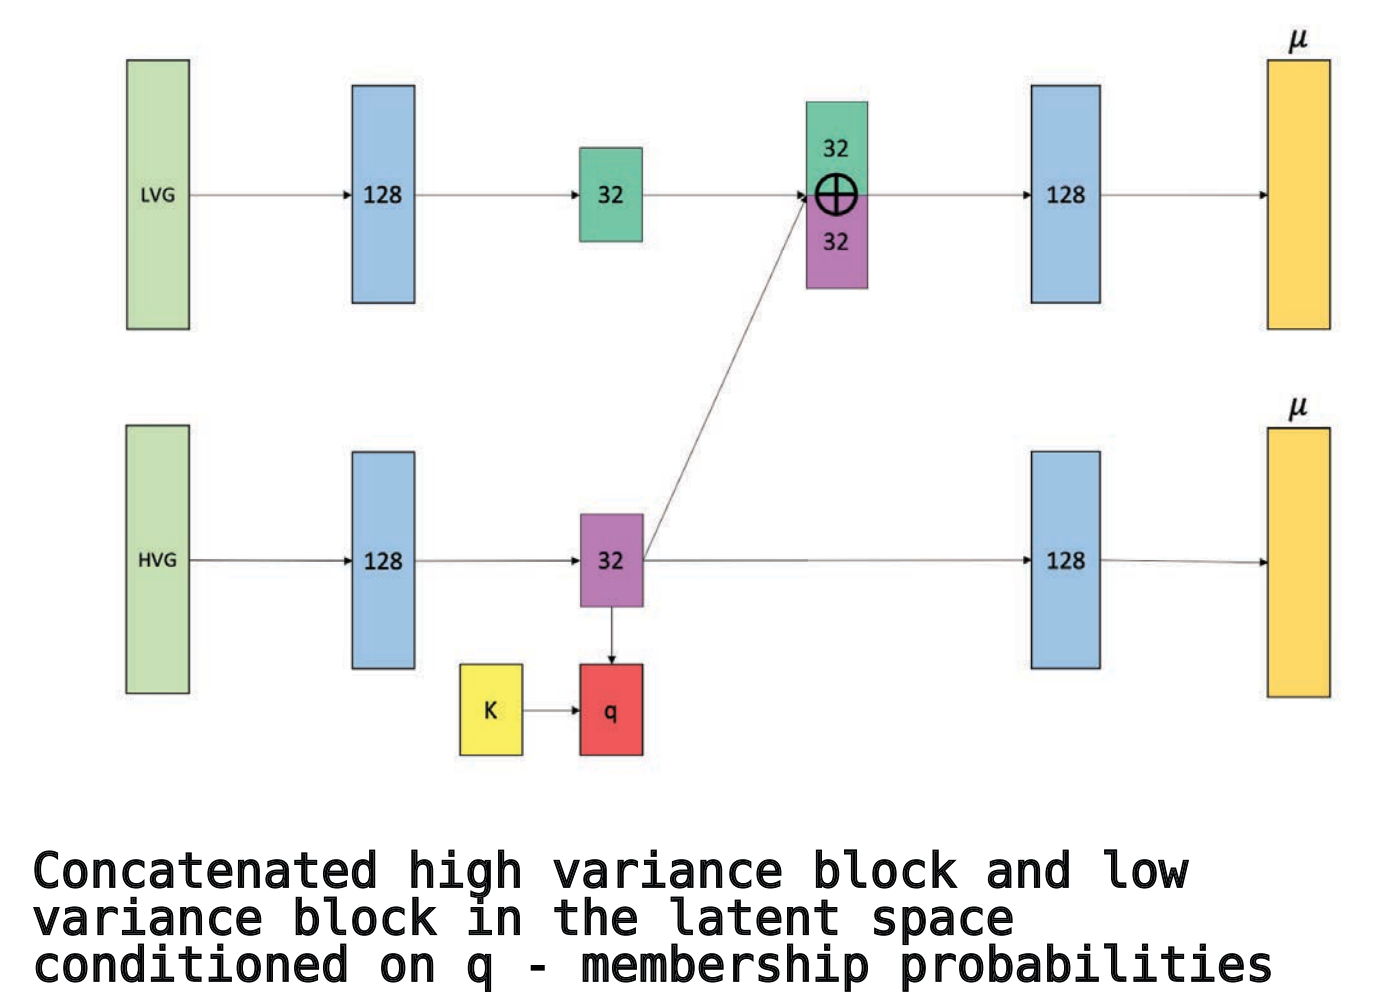 μ
LVG
128
32
32
⊕
32
128
μ
HVG
128
32
128
K
q
Concatenated high variance block and low
variance block in the latent space
conditioned on q - membership probabilities